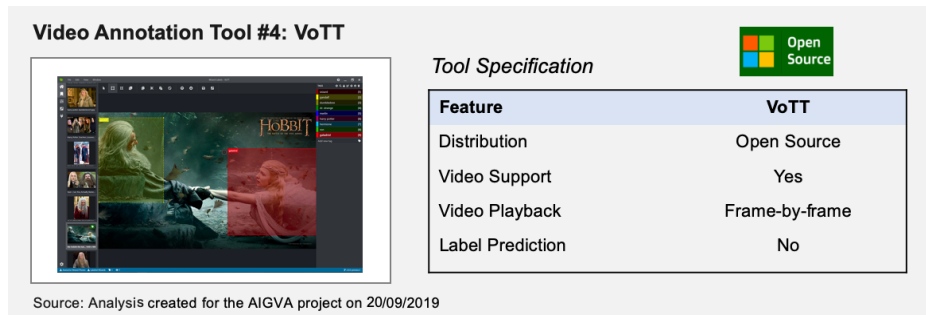 Video Annotation Tool #4: VoTT
Open
Source
Tool Specification
THE HOBBIT
Feature VoTT
Distribution Open Source
Video Support Yes
Video Playback Frame-by-frame
Label Prediction No
Source: Analysis created for the AIGVA project on 20/09/2019